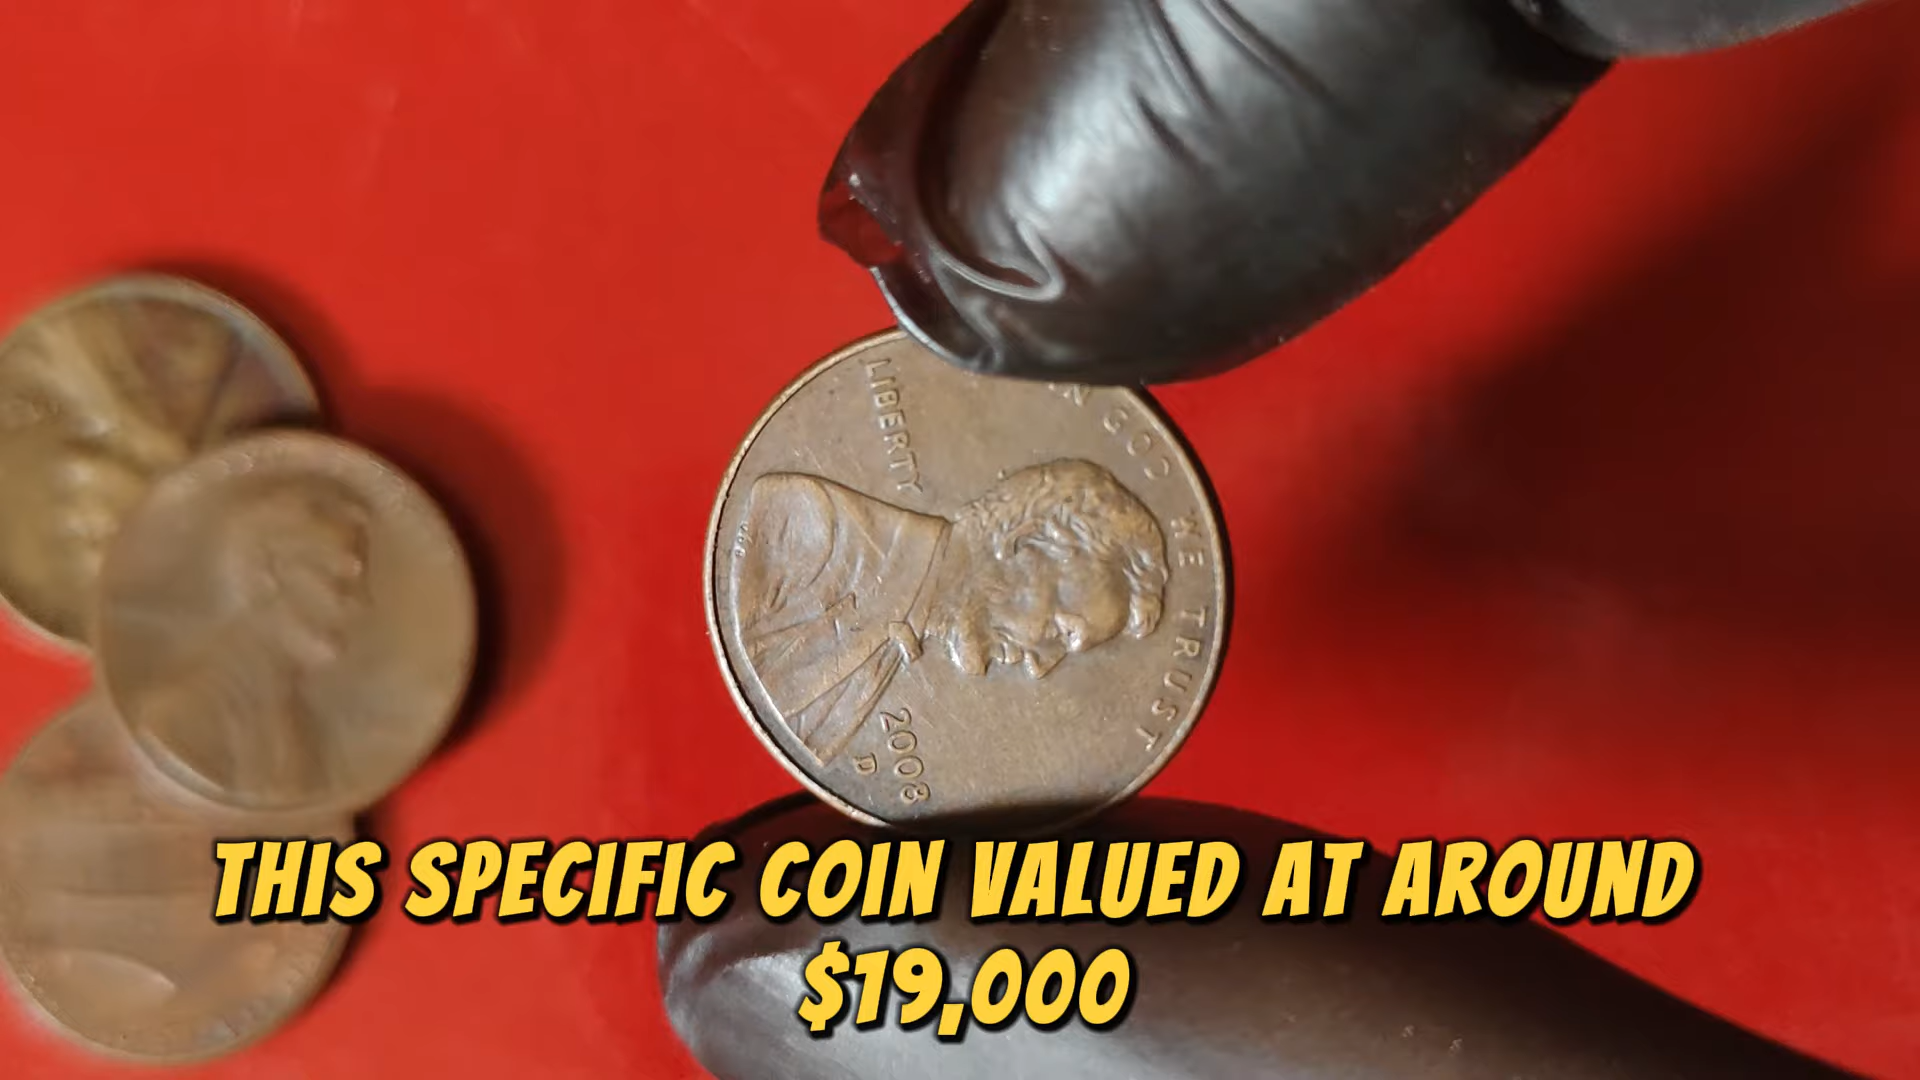 LIBERTY
GOD WE TRUST
2008
D
THIS SPECIFIC COIN VALUED AT AROUND
$19,000